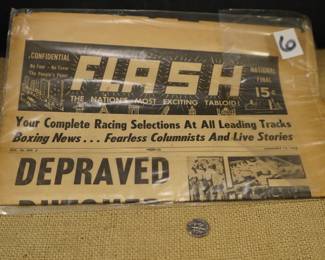 6
CONFIDENTIAL
No Fear - No Favor
The People's Paper
FLASH
NATIONAL
FINAL
15¢
THE NATION'S MOST EXCITING TABLOID
Your Complete Racing Selections At All Leading Tracks
Boxing News . . . Fearless Columnists And Live Stories
DEPRAVED